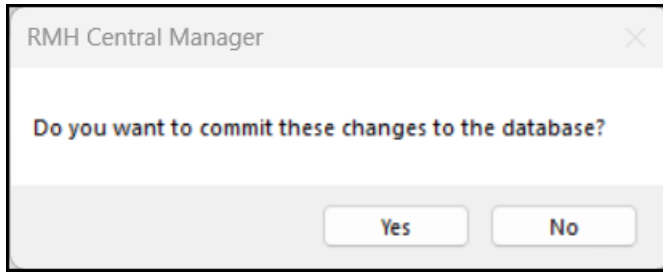 RMH Central Manager
Do you want to commit these changes to the database?
Yes
No